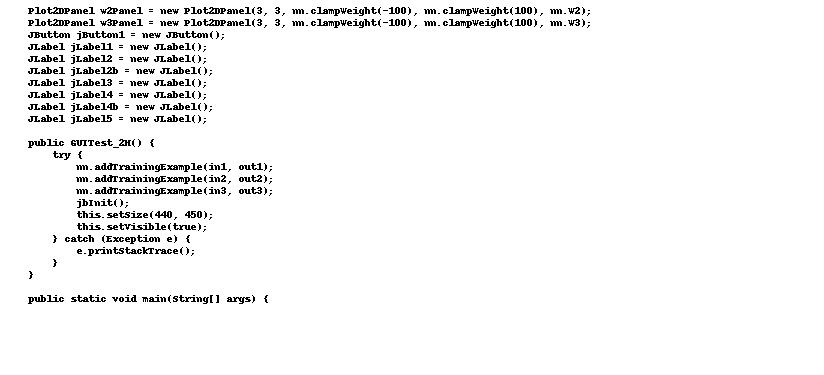 Plot2DPanel w2Panel = new Plot2DPanel(3, 3, nn.clampWeight(-100), nn.clampWeight(100), nn.W2);
Plot2DPanel w3Panel = new Plot2DPanel(3, 3, nn.clampWeight(-100), nn.clampWeight(100), nn.W3);
JButton jButton1 = new JButton();
JLabel jLabel1 = new JLabel();
JLabel jLabel2 = new JLabel();
JLabel jLabel2b = new JLabel();
JLabel jLabel3 = new JLabel();
JLabel jLabel4 = new JLabel();
JLabel jLabel4b = new JLabel();
JLabel jLabel5 = new JLabel();

public GUITest_2H() {
    try {
        nn.addTrainingExample(in1, out1);
        nn.addTrainingExample(in2, out2);
        nn.addTrainingExample(in3, out3);
        jbInit();
        this.setSize(440, 450);
        this.setVisible(true);
    } catch (Exception e) {
        e.printStackTrace();
    }
}

public static void main(String[] args) {